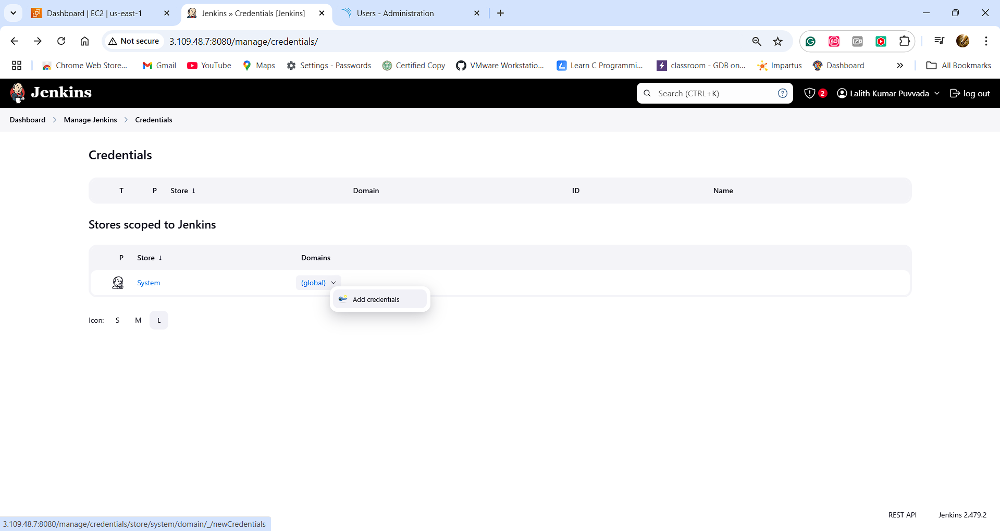 Dashboard | EC2 | us-east-1
Jenkins » Credentials [Jenkins]
Users - Administration
Not secure
3.109.48.7:8080/manage/credentials/
Chrome Web Store...
Gmail
YouTube
Maps
Settings - Passwords
Certified Copy
VMware Workstatio...
Learn C Programmi...
classroom - GDB on...
Impartus
Dashboard
All Bookmarks
Jenkins
Search (CTRL+K)
2
Lalith Kumar Puvvada
log out
Dashboard
Manage Jenkins
Credentials
Credentials
T P Store ↓ Domain ID Name
Stores scoped to Jenkins
P Store ↓ Domains
System (global)
Add credentials
Icon: S M L
REST API
Jenkins 2.479.2
3.109.48.7:8080/manage/credentials/store/system/domain/_/newCredentials